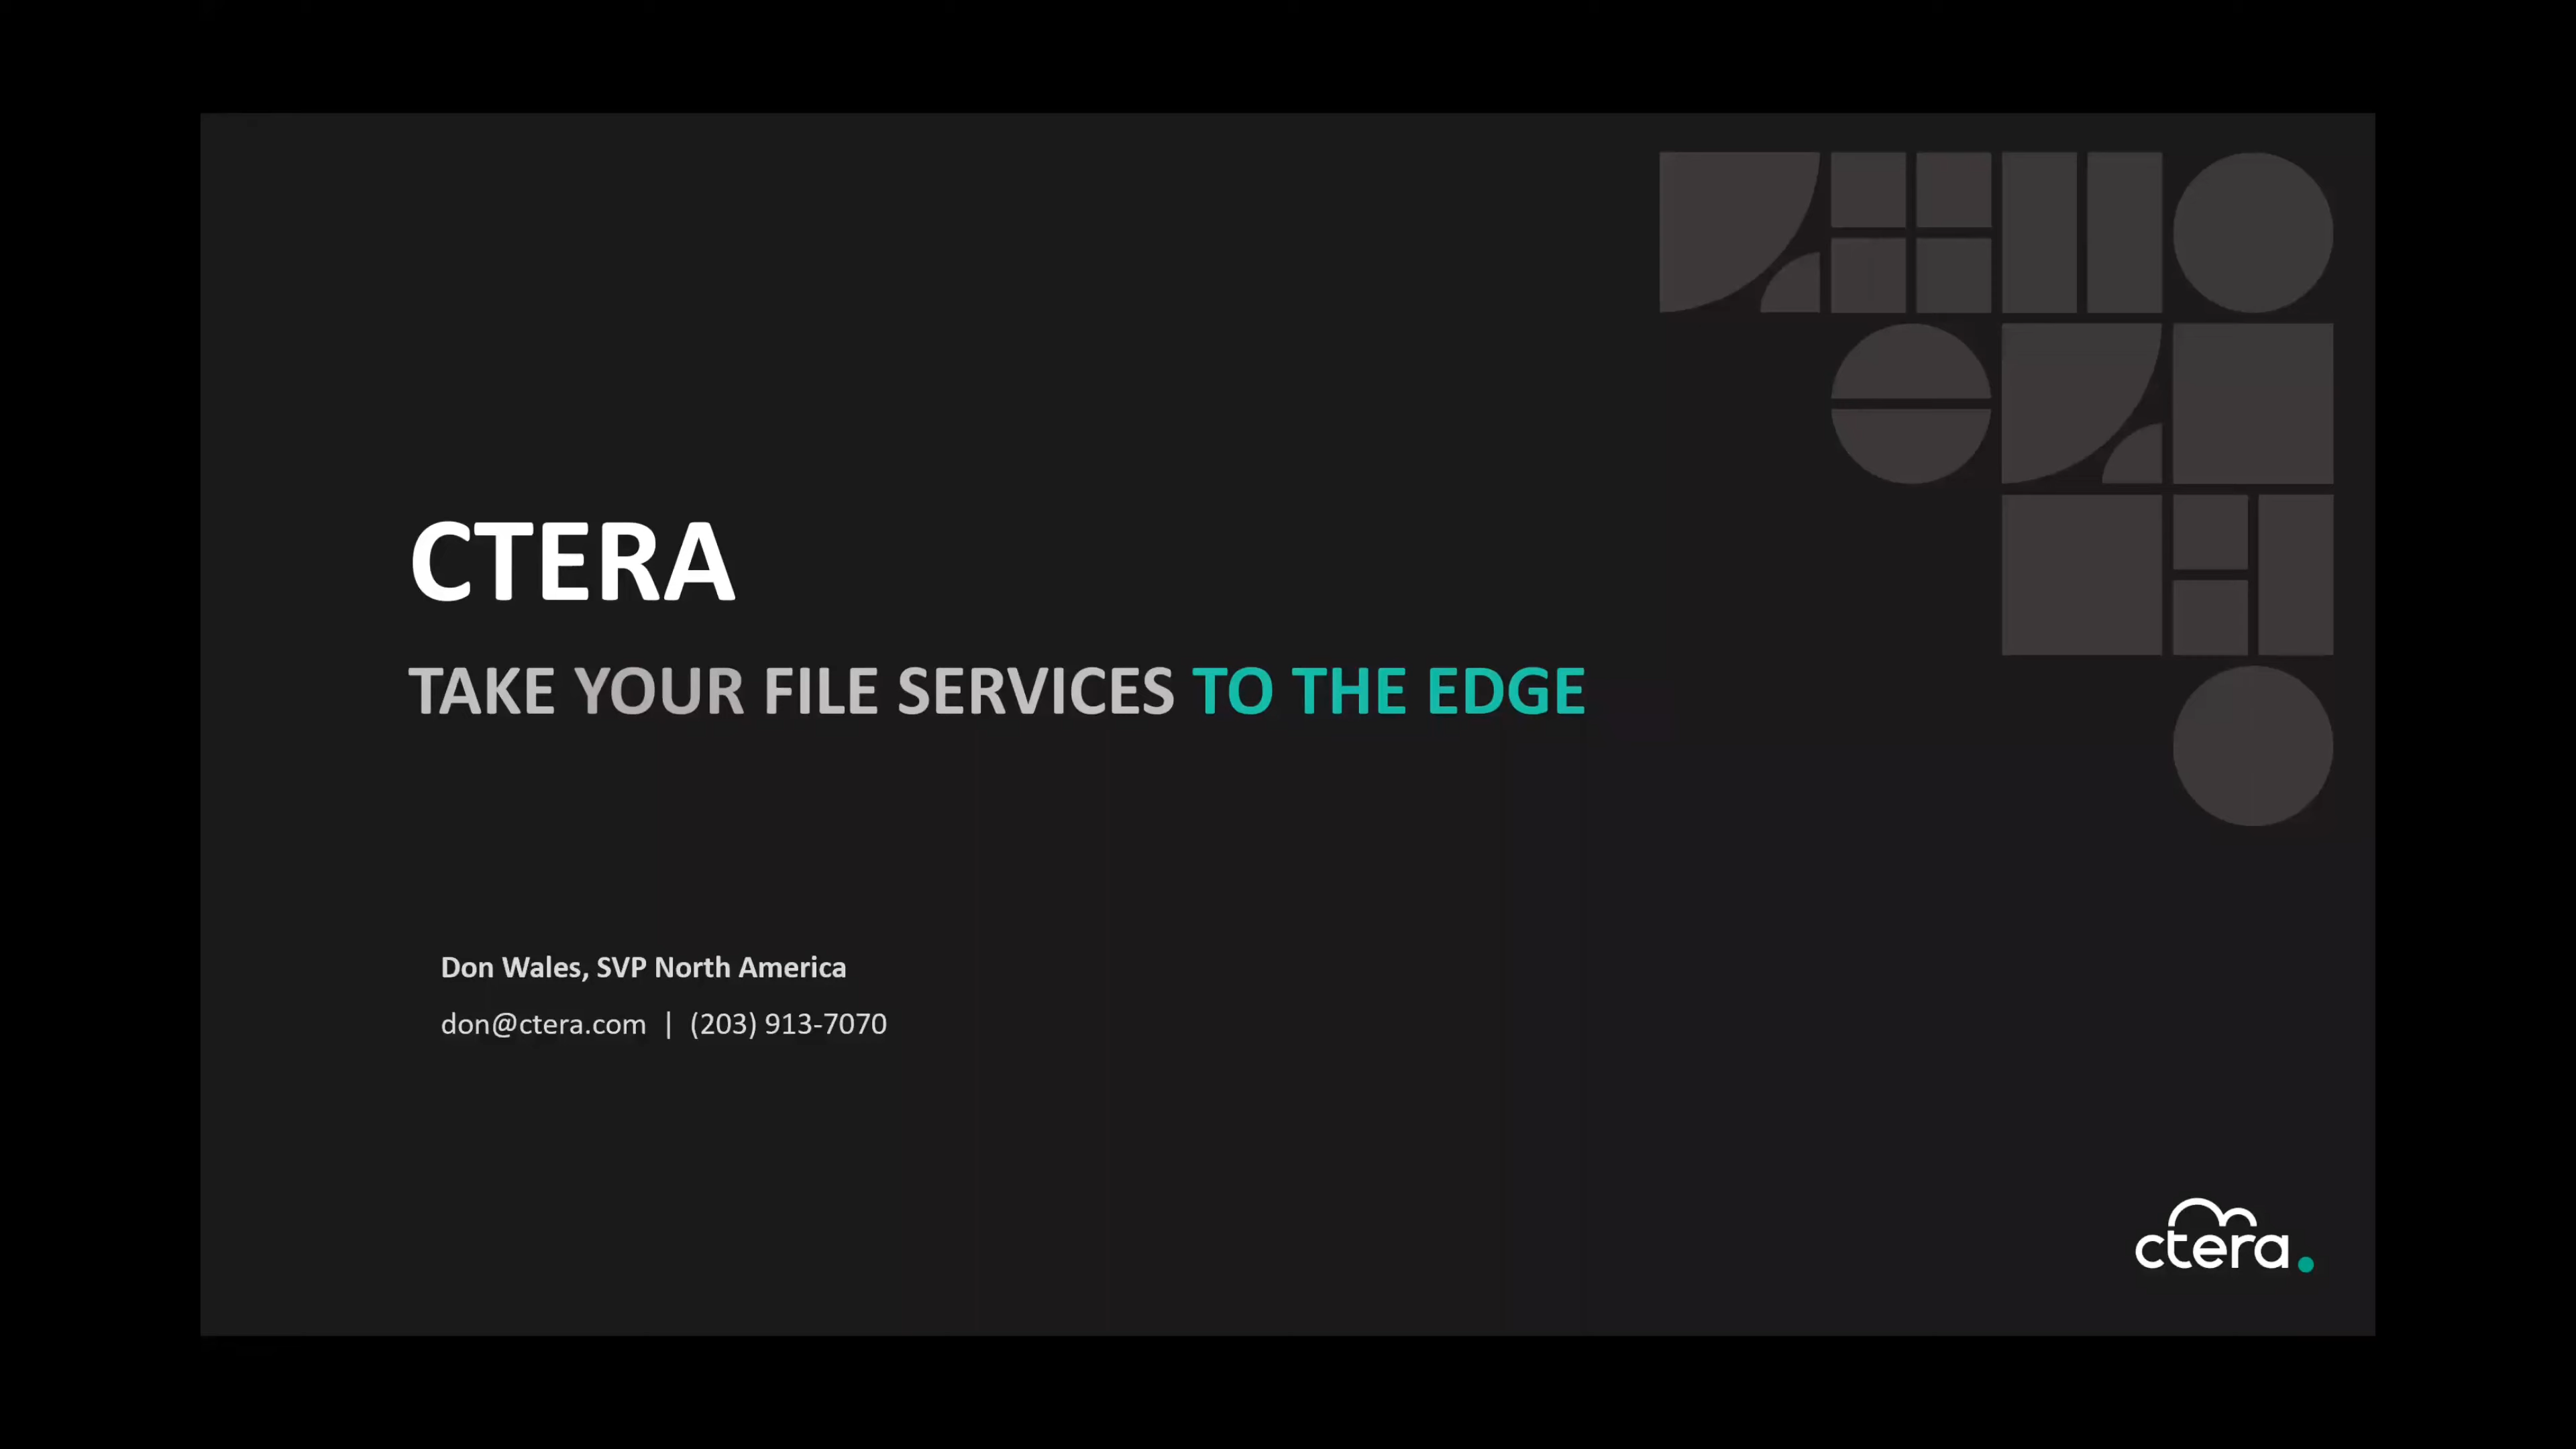 CTERA
TAKE YOUR FILE SERVICES TO THE EDGE
Don Wales, SVP North America
don@ctera.com | (203) 913-7070
ctera.